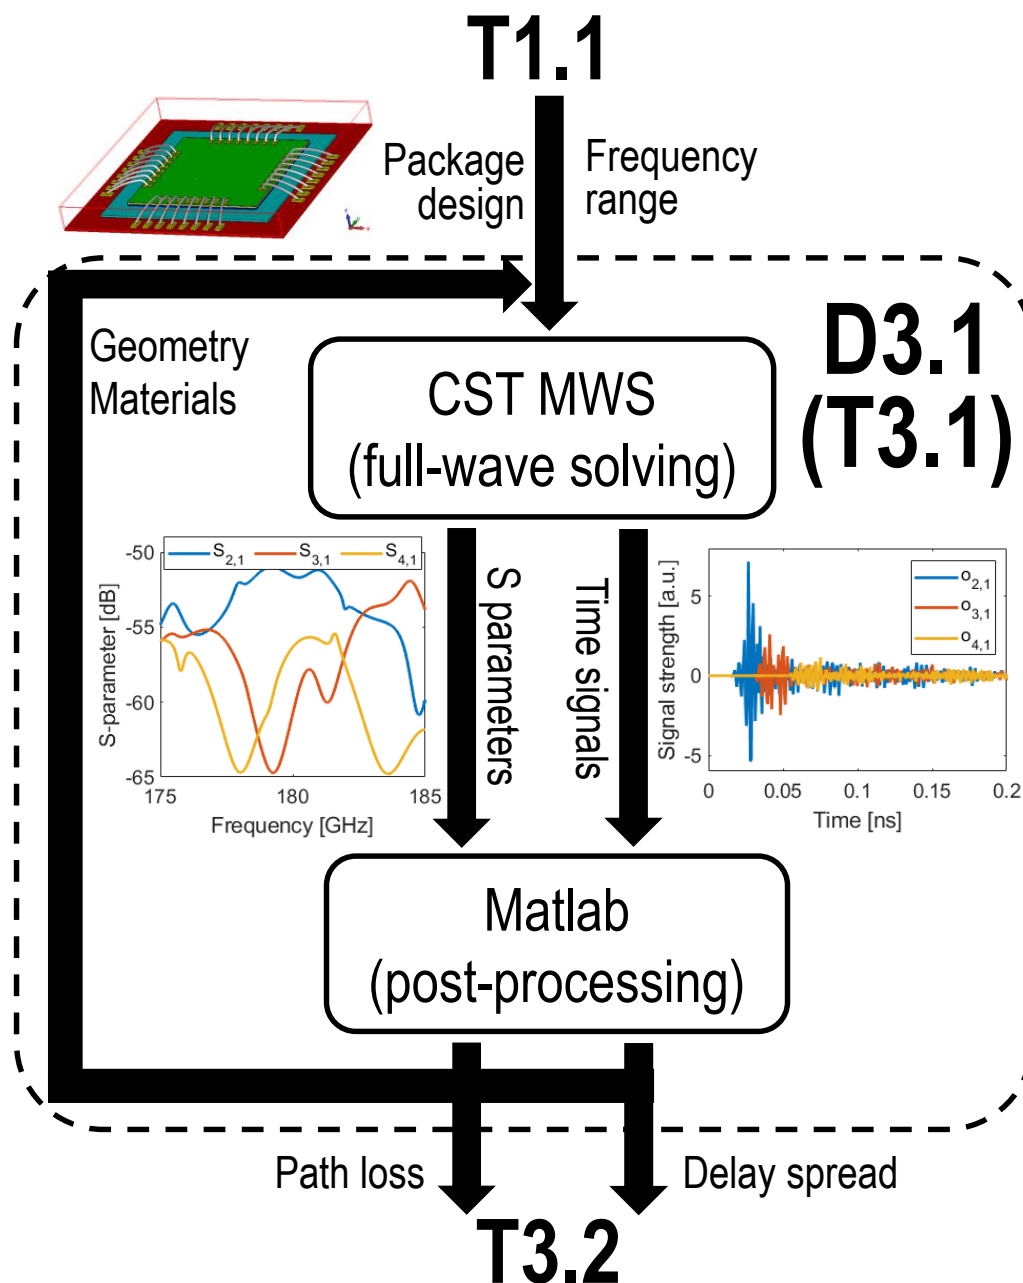 T1.1
Package
design
Frequency
range
Geometry
Materials
D3.1
(T3.1)
CST MWS
(full-wave solving)
S parameters
Time signals
S2,1
S3,1
S4,1
S-parameter [dB]
-50
-55
-60
-65
175
180
185
Frequency [GHz]
o2,1
o3,1
o4,1
Signal strength [a.u.]
5
0
-5
0
0.05
0.1
0.15
0.2
Time [ns]
Matlab
(post-processing)
Path loss
Delay spread
T3.2